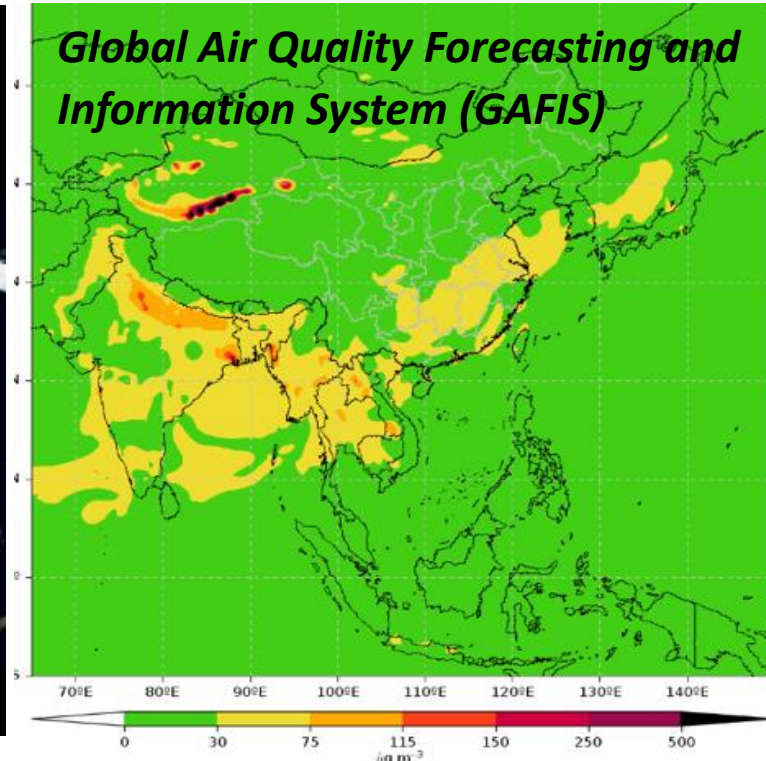 Global Air Quality Forecasting and
Information System (GAFIS)
70ºE 80ºE 90ºE 100ºE 110ºE 120ºE 130ºE 140ºE
0 30 75 115 150 250 500